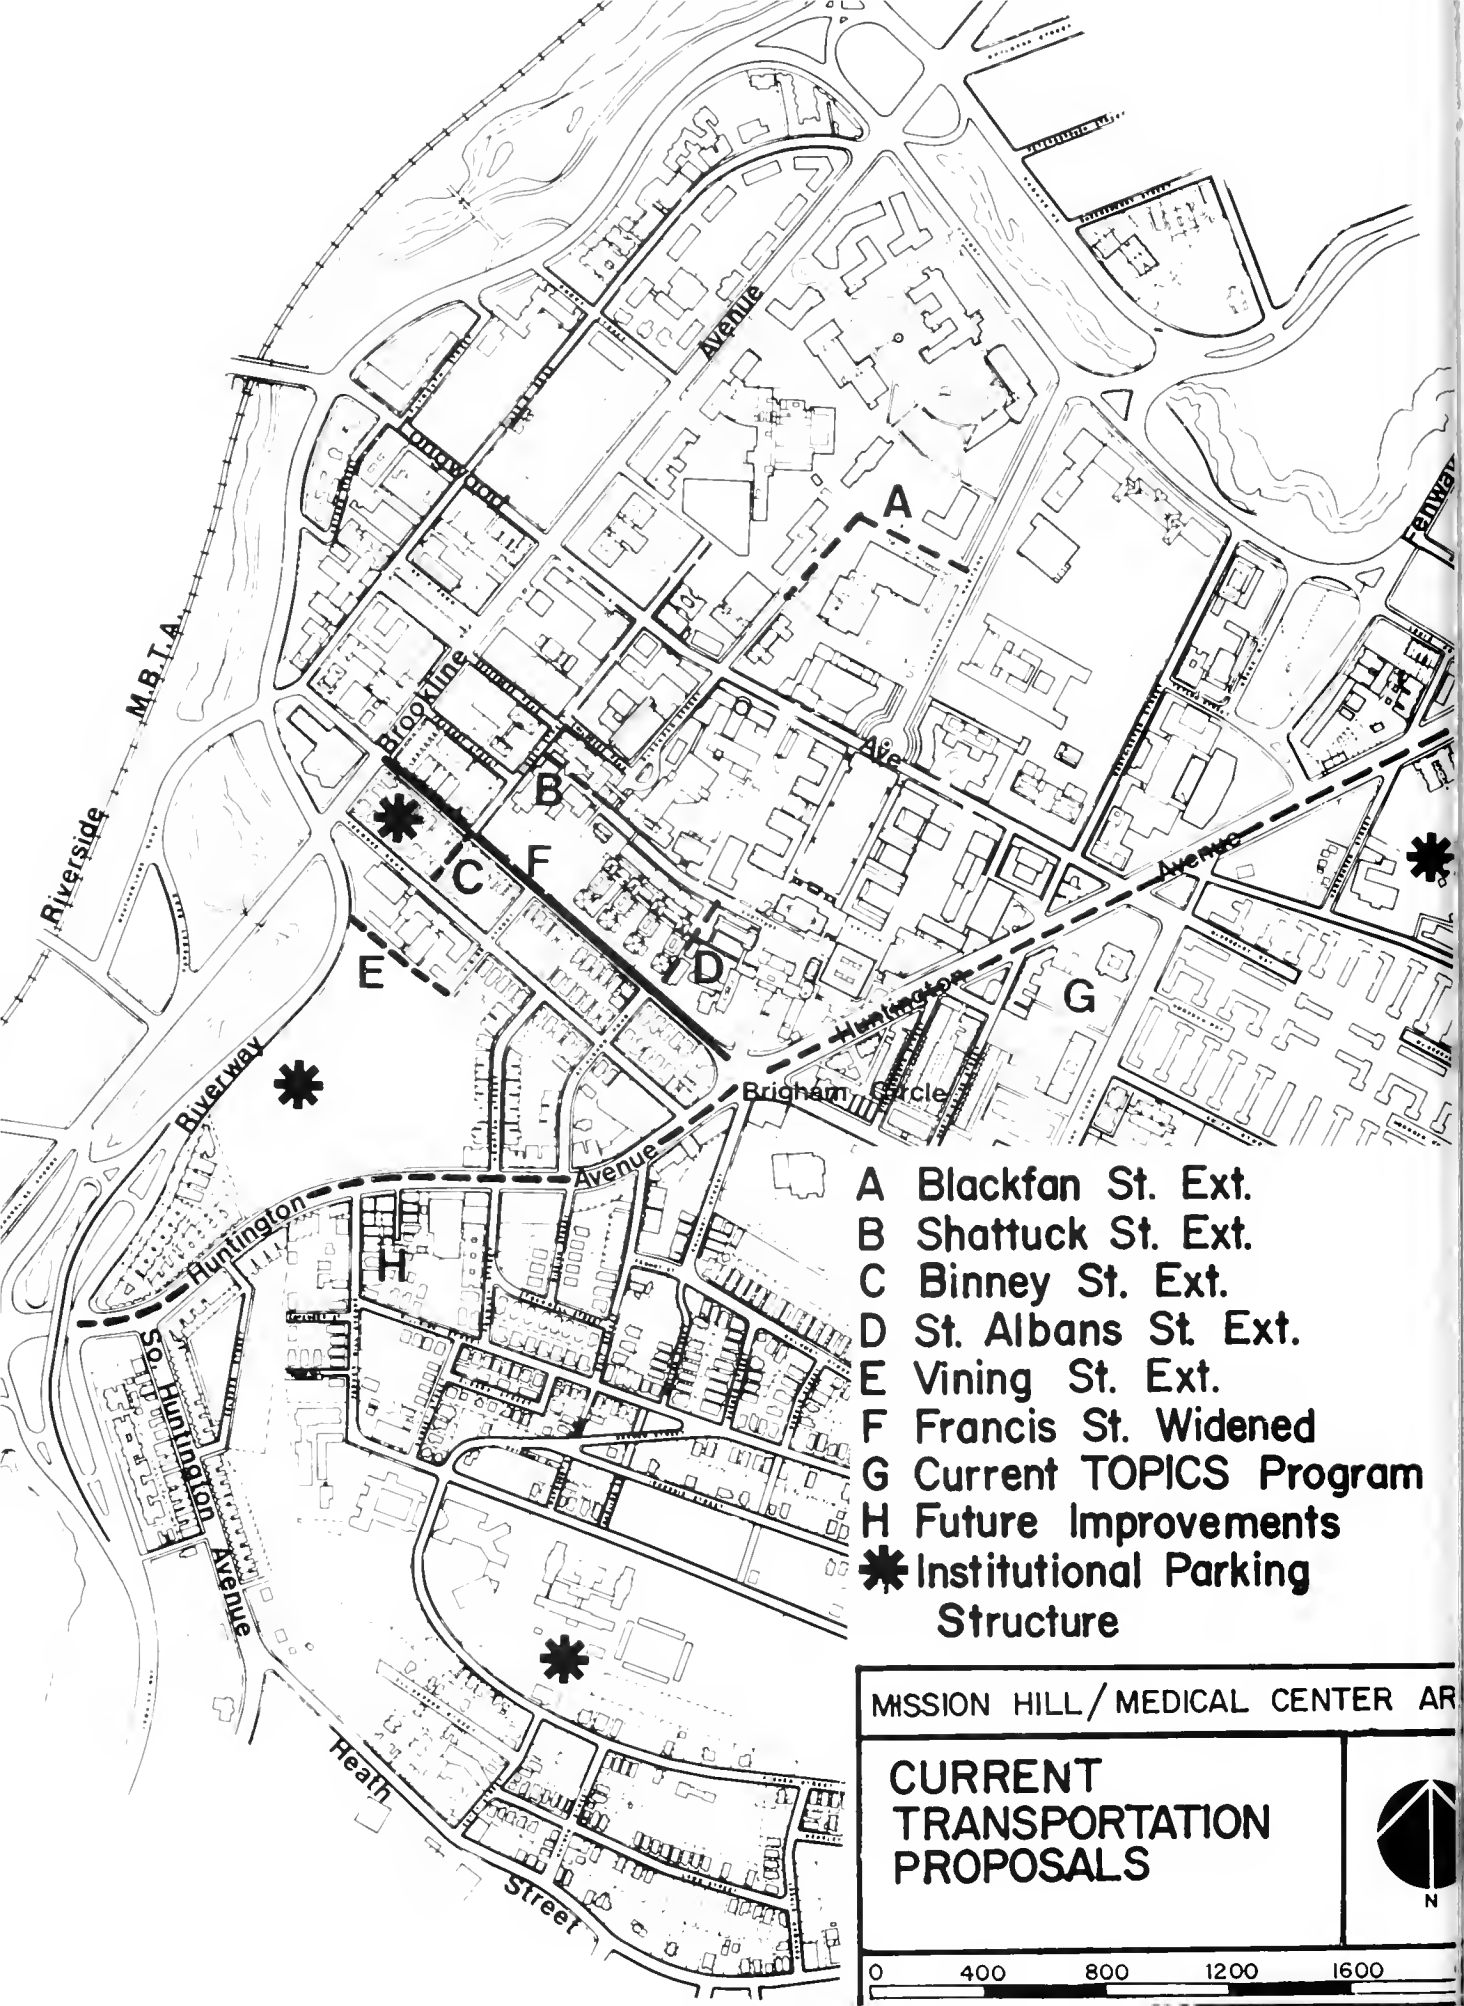 Avenue
Longwood
A
Fenway
M.B.T.A.
Riverside
Brookline
Ave
B
C
F
D
E
Avenue
Huntington
G
Brigham Circle
Riverway
Avenue
Huntington
H
So. Huntington
Avenue
Heath
Street
A Blackfan St. Ext.
B Shattuck St. Ext.
C Binney St. Ext.
D St. Albans St. Ext.
E Vining St. Ext.
F Francis St. Widened
G Current TOPICS Program
H Future Improvements
Institutional Parking
Structure
MISSION HILL/MEDICAL CENTER AR
CURRENT
TRANSPORTATION
PROPOSALS
N
0 400 800 1200 1600